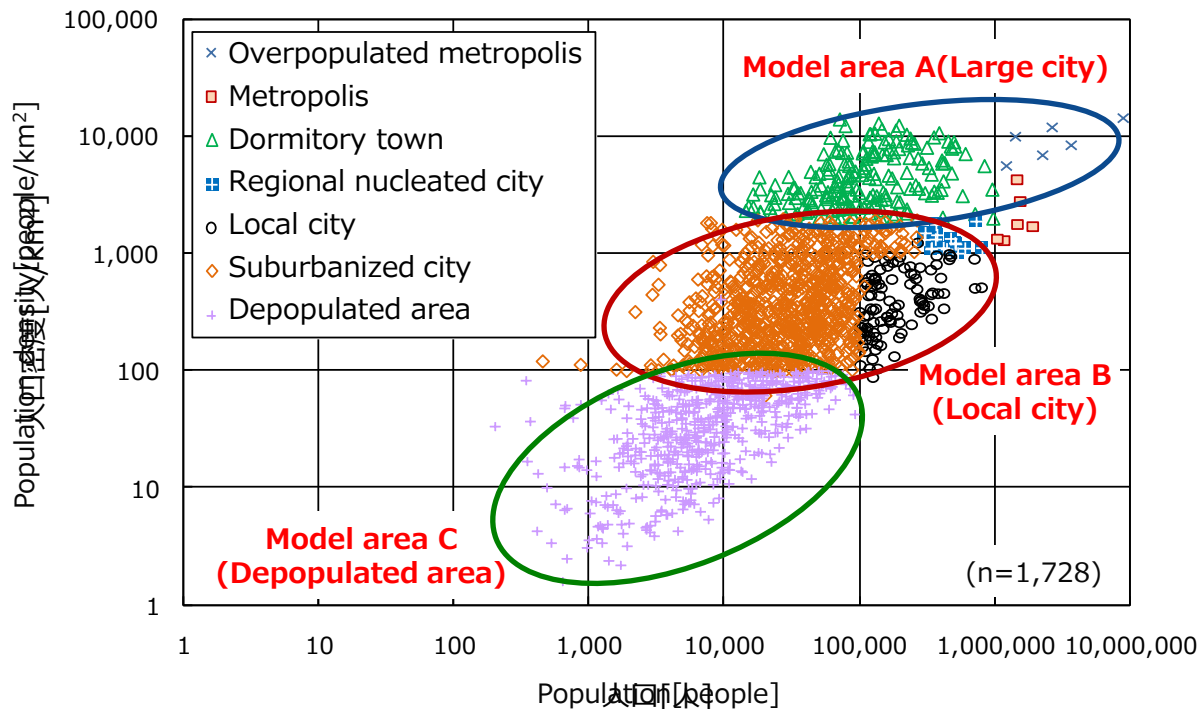 100,000
10,000
1,000
100
10
1
Overpopulated metropolis
Metropolis
Dormitory town
Regional nucleated city
Local city
Suburbanized city
Depopulated area
Model area A(Large city)
Model area B
(Local city)
Model area C
(Depopulated area)
(n=1,728)
1
10
100
1,000
10,000
100,000
1,000,000
10,000,000
Population density[people/km²]
Population[people]